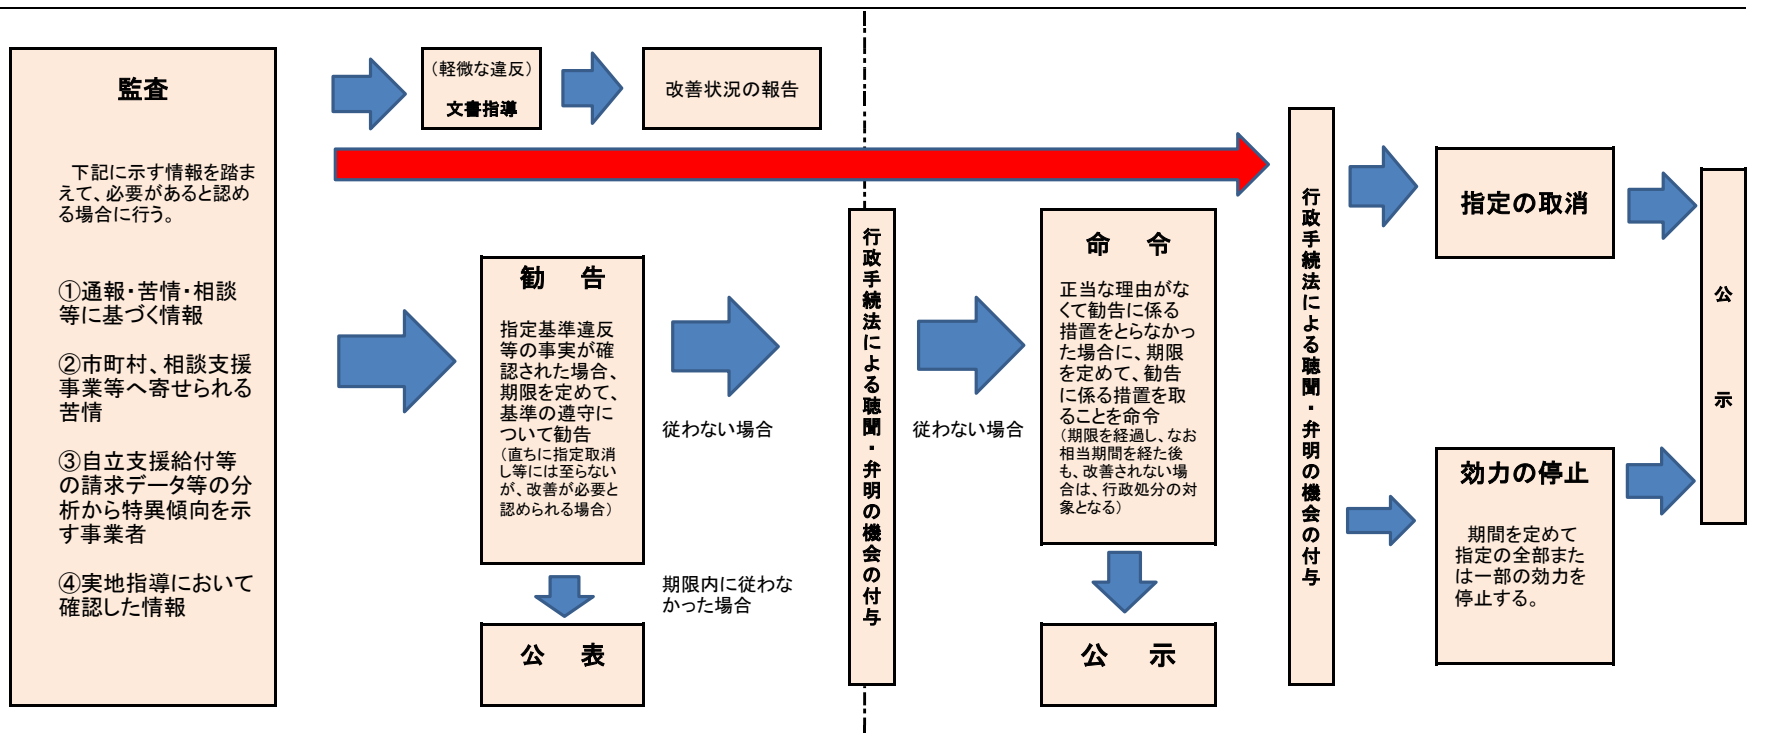 監査
下記に示す情報を踏ま
えて、必要があると認め
る場合に行う。
①通報・苦情・相談
等に基づく情報
②市町村、相談支援
事業等へ寄せられる
苦情
③自立支援給付等
の請求データ等の分
析から特異傾向を示
す事業者
④実地指導において
確認した情報
（軽微な違反）
文書指導
改善状況の報告
勧　告
指定基準違反
等の事実が確
認された場合、
期限を定めて、
基準の遵守に
ついて勧告
（直ちに指定取消
し等には至らない
が、改善が必要と
認められる場合）
従わない場合
期限内に従わな
かった場合
公　表
行政手続法による聴聞・弁明の機会の付与
従わない場合
命　令
正当な理由がな
くて勧告に係る
措置をとらなかっ
た場合に、期限
を定めて、勧告
に係る措置を取
ることを命令
（期限を経過し、なお
相当期間を経た後
も、改善されない場
合は、行政処分の対
象となる）
公　示
行政手続法による聴聞・弁明の機会の付与
指定の取消
効力の停止
期間を定めて
指定の全部また
は一部の効力を
停止する。
公　示